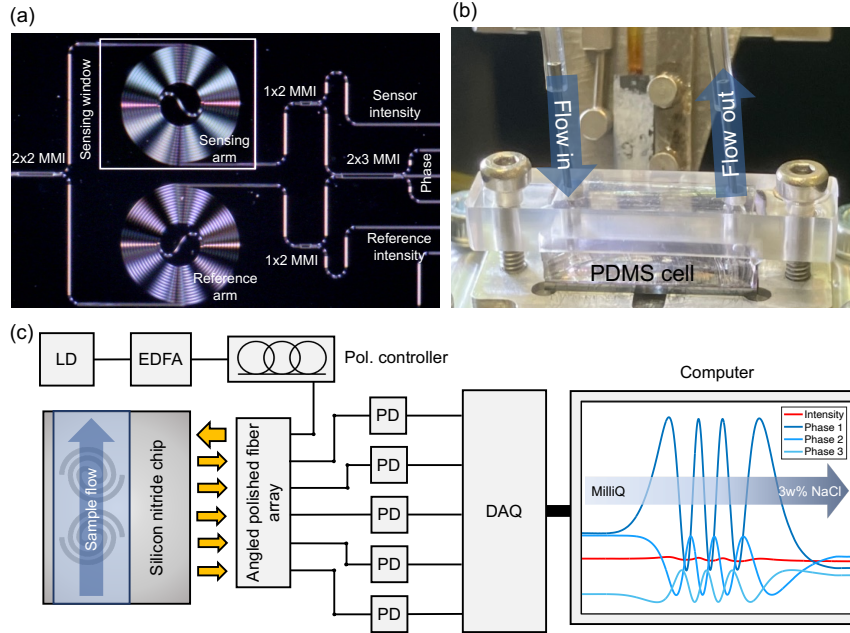 (a)
2x2 MMI
Sensing window
Sensing
arm
1x2 MMI
Sensor
intensity
2x3 MMI
Phase
Reference
arm
1x2 MMI
Reference
intensity
(b)
Flow in
Flow out
PDMS cell
(c)
LD
EDFA
Pol. controller
Sample flow
Silicon nitride chip
Angled polished fiber
array
PD
PD
PD
PD
PD
DAQ
Computer
Intensity
Phase 1
Phase 2
Phase 3
MilliQ
3w% NaCl